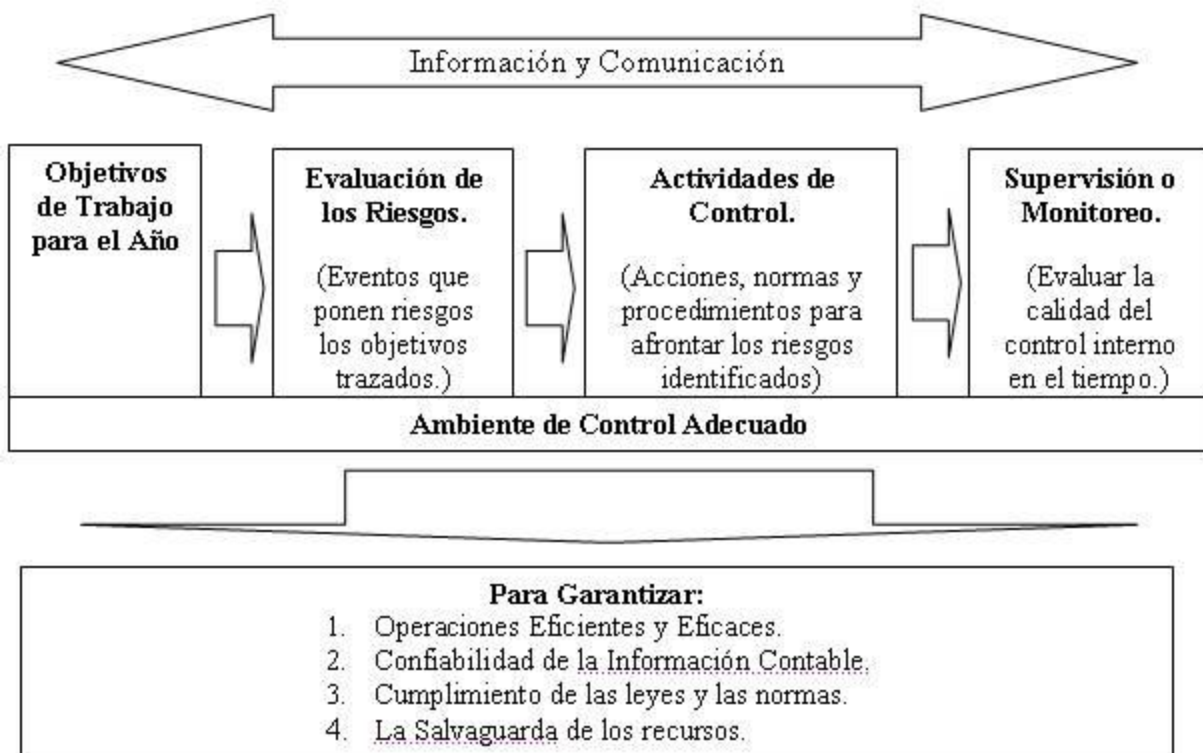 Información y Comunicación
Objetivos
de Trabajo
para el Año
Evaluación de
los Riesgos.
(Eventos que
ponen riesgos
los objetivos
trazados.)
Actividades de
Control.
(Acciones, normas y
procedimientos para
afrontar los riesgos
identificados)
Supervisión o
Monitoreo.
(Evaluar la
calidad del
control interno
en el tiempo.)
Ambiente de Control Adecuado
Para Garantizar:
1. Operaciones Eficientes y Eficaces.
2. Confiabilidad de la Información Contable.
3. Cumplimiento de las leyes y las normas.
4. La Salvaguarda de los recursos.